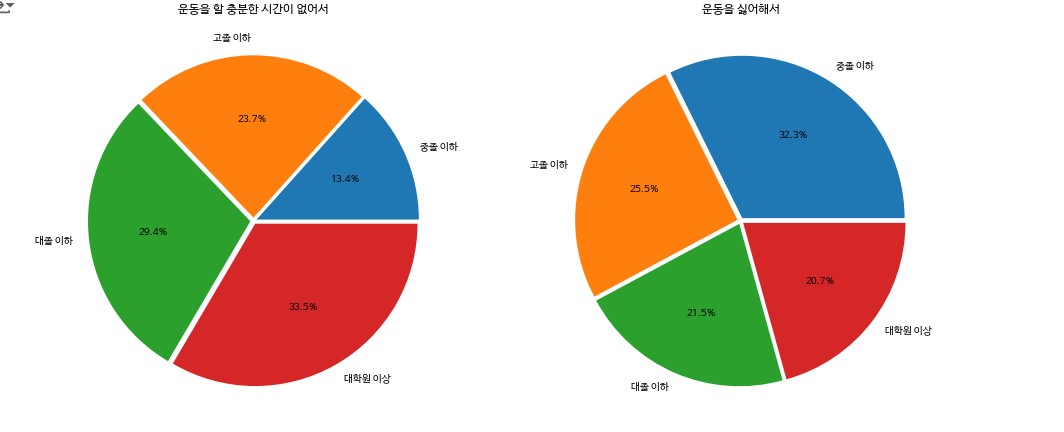 운동을 할 충분한 시간이 없어서
고졸 이하
23.7%
중졸 이하
13.4%
29.4%
대졸 이하
33.5%
대학원 이상
운동을 싫어해서
중졸 이하
32.3%
고졸 이하
25.5%
20.7%
21.5%
대학원 이상
대졸 이하